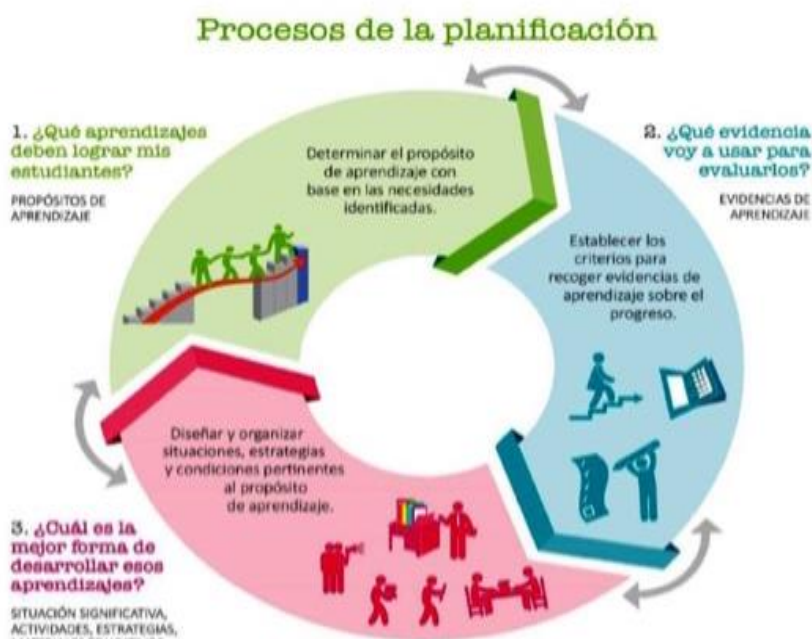 Procesos de la planificación
1. ¿Qué aprendizajes
deben lograr mis
estudiantes?
PROPÓSITOS DE
APRENDIZAJE
Determinar el propósito
de aprendizaje con
base en las necesidades
identificadas.
2. ¿Qué evidencia
voy a usar para
evaluarlos?
EVIDENCIAS DE
APRENDIZAJE
Establecer los
criterios para
recoger evidencias de
aprendizaje sobre el
progreso.
Diseñar y organizar
situaciones, estrategias
y condiciones pertinentes
al propósito
de aprendizaje.
3. ¿Cuál es la
mejor forma de
desarrollar esos
aprendizajes?
SITUACIÓN SIGNIFICATIVA,
ACTIVIDADES, ESTRATEGIAS,